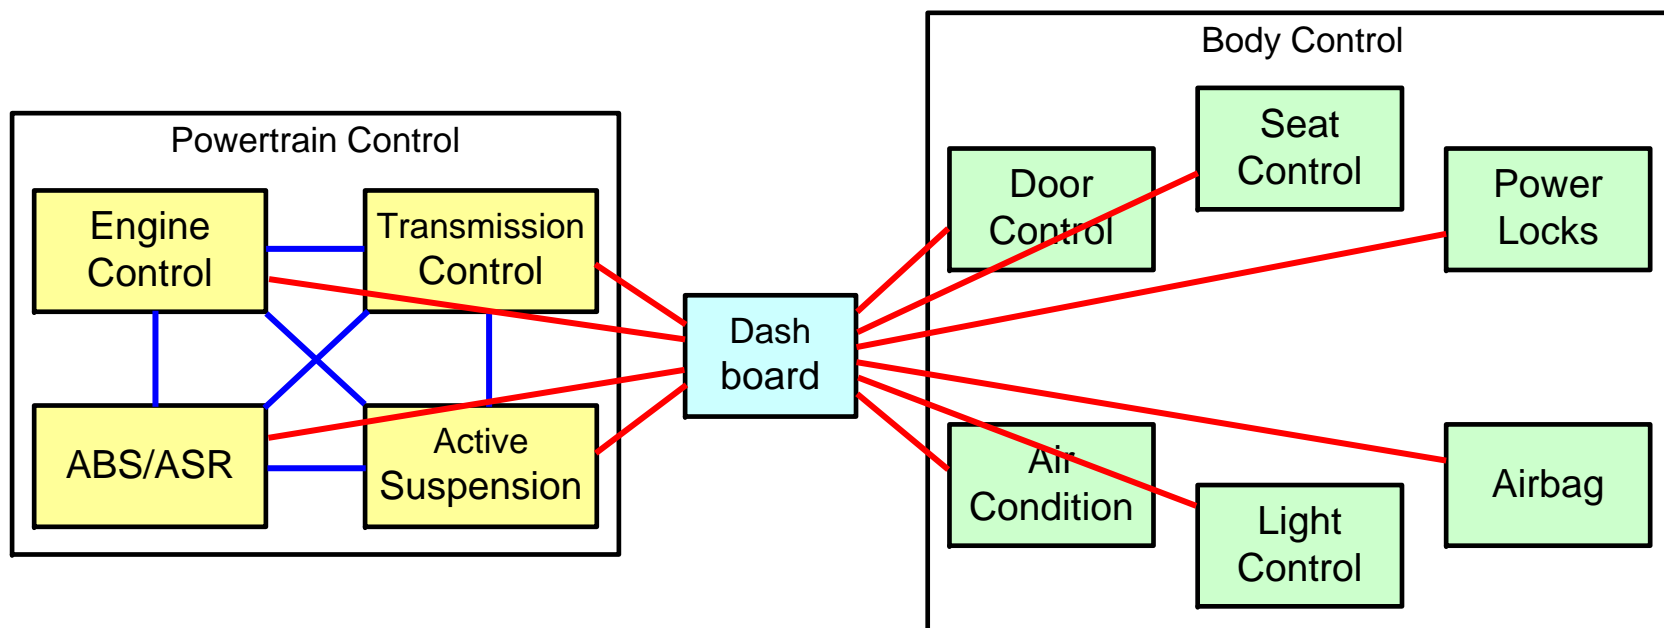 Powertrain Control
Engine
Control
Transmission
Control
ABS/ASR
Active
Suspension
Dash
board
Body Control
Door
Control
Seat
Control
Power
Locks
Air
Condition
Light
Control
Airbag